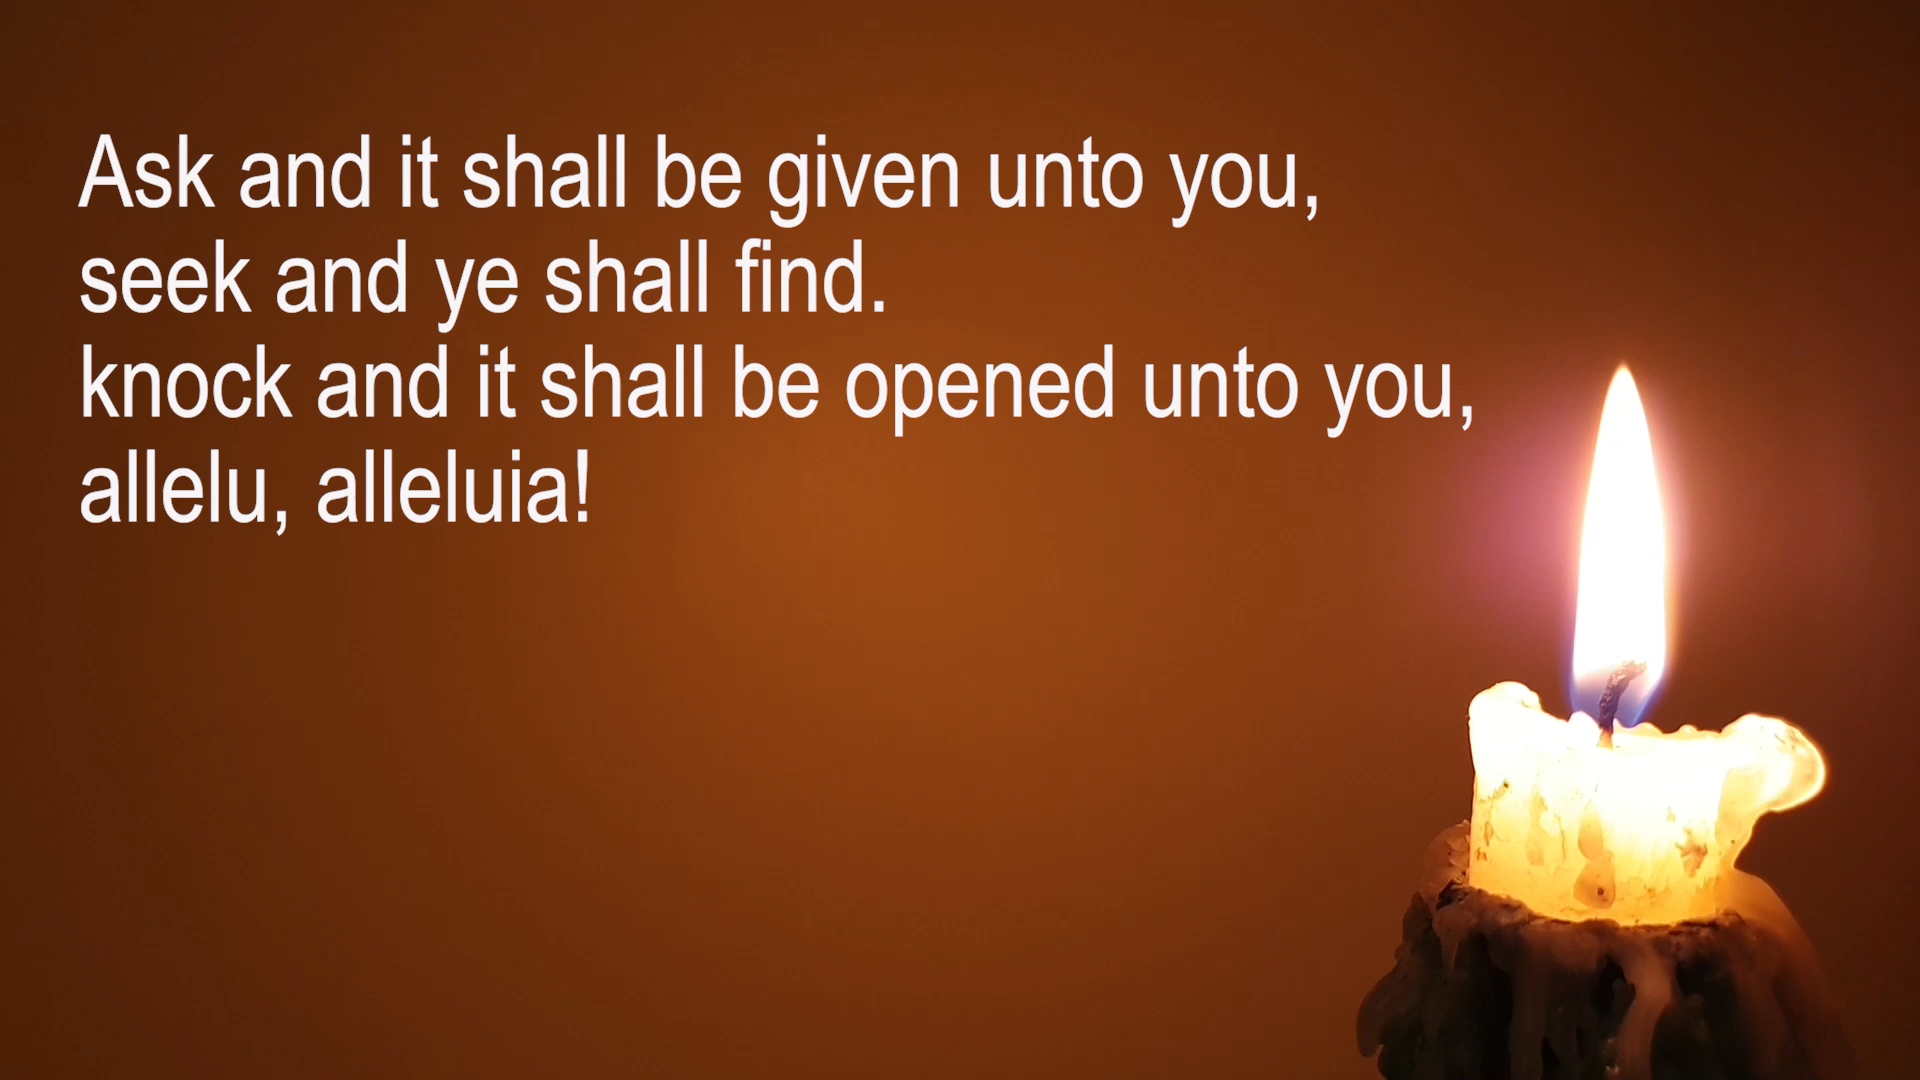 Ask and it shall be given unto you,
seek and ye shall find.
knock and it shall be opened unto you,
allelu, alleluia!